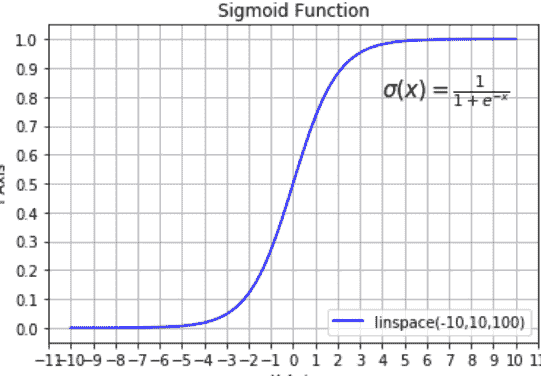 Sigmoid Function
1.0
0.9
0.8
0.7
0.6
0.5
0.4
0.3
0.2
0.1
0.0
σ(x) = 1/(1 + e^{-x})
linspace(-10,10,100)
−11−10−9 −8 −7 −6 −5 −4 −3 −2 −1 0 1 2 3 4 5 6 7 8 9 10